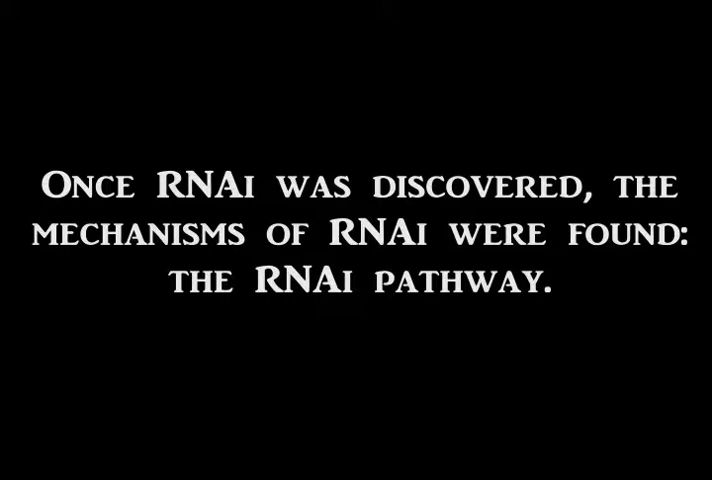 Once RNAi was discovered, the
mechanisms of RNAi were found:
the RNAi pathway.